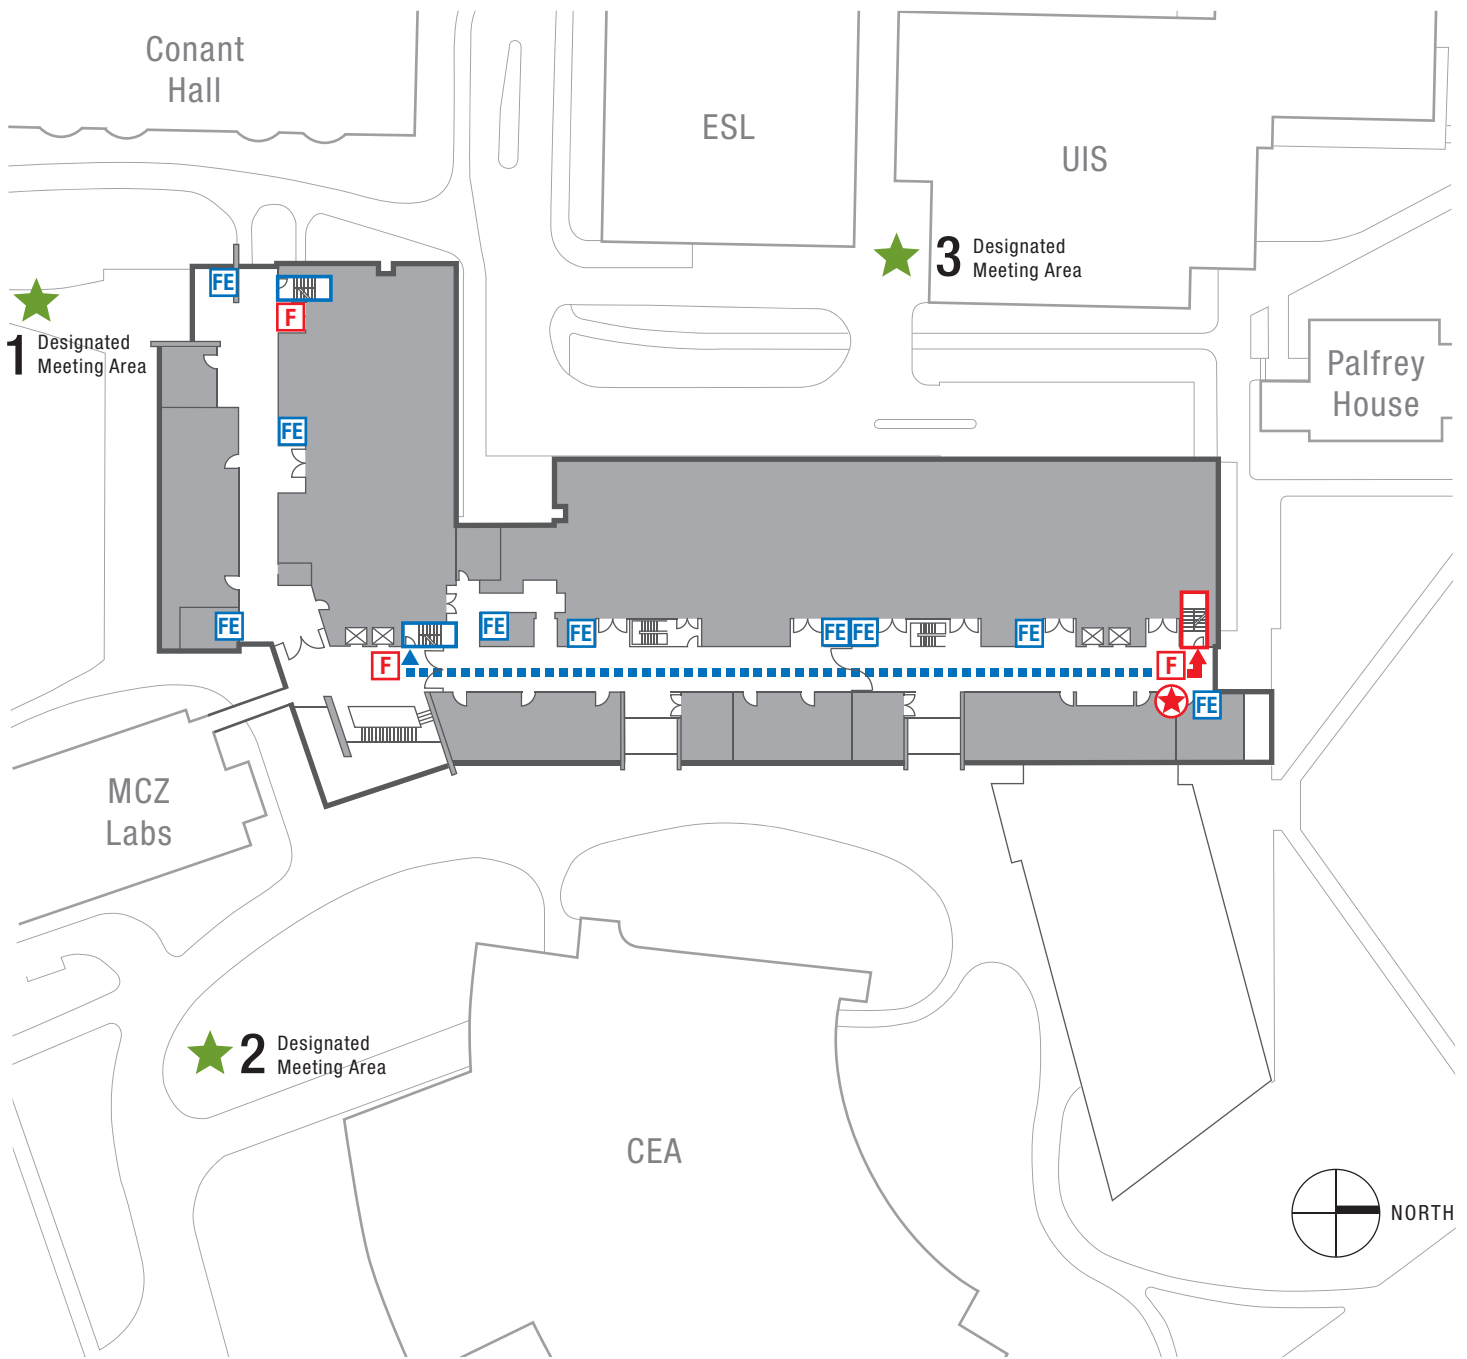 Conant
Hall
ESL
UIS
3
Designated
Meeting Area
FE
F
1
Designated
Meeting Area
Palfrey
House
FE
FE
FE
FE
FE
FE
FE
F
F
FE
MCZ
Labs
2
Designated
Meeting Area
CEA
NORTH